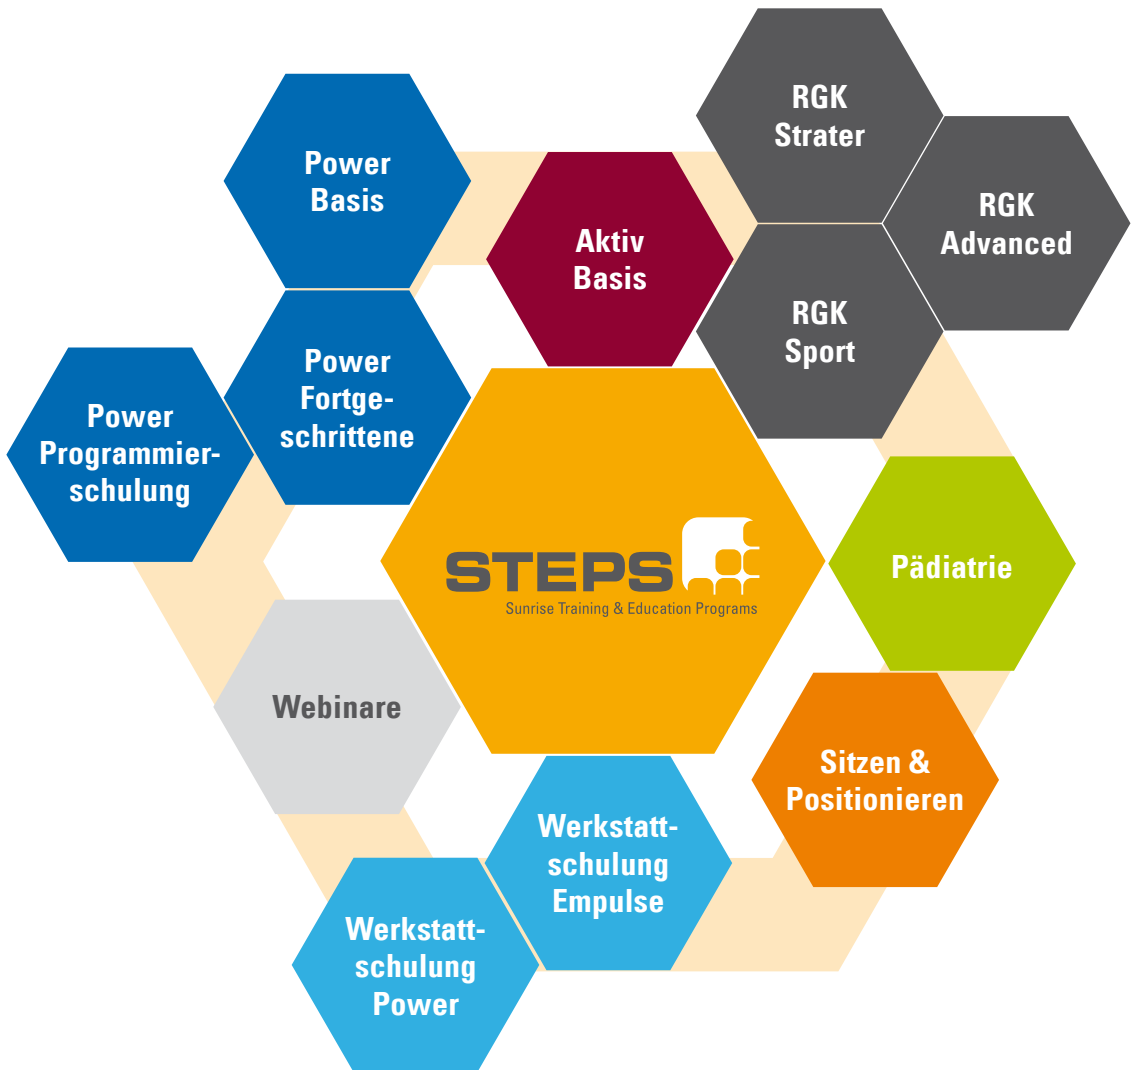 RGK
Strater
Power
Basis
RGK
Advanced
Aktiv
Basis
RGK
Sport
Power
Fortge-
schrittene
Power
Programmier-
schulung
STEPS
Sunrise Training & Education Programs
Pädiatrie
Webinare
Sitzen &
Positionieren
Werkstatt-
schulung
Empulse
Werkstatt-
schulung
Power